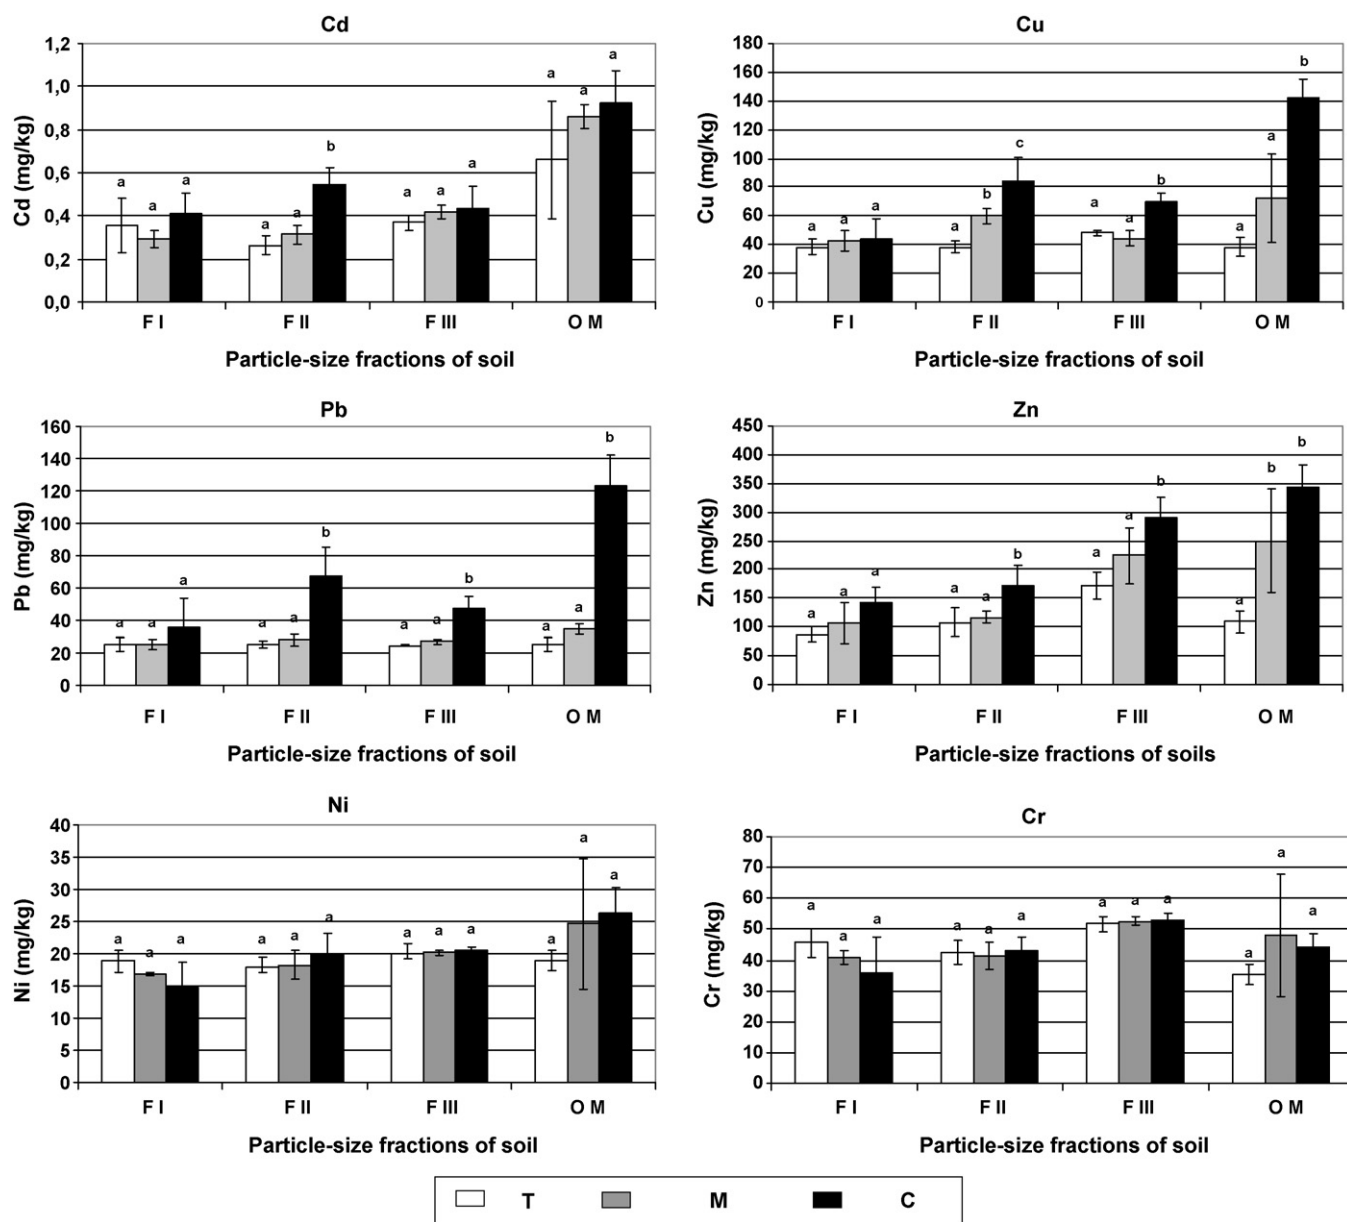 Cd
1,2
1,0
0,8
0,6
0,4
0,2
0,0
Cd (mg/kg)
a a a a a b a a a a a a
F I F II F III O M
Particle-size fractions of soil
Cu
180
160
140
120
100
80
60
40
20
0
Cu (mg/kg)
a a a a b c a a b a a b
F I F II F III O M
Particle-size fractions of soil
Pb
160
140
120
100
80
60
40
20
0
Pb (mg/kg)
a a a a a b a a b a a b
F I F II F III O M
Particle-size fractions of soil
Zn
450
400
350
300
250
200
150
100
50
0
Zn (mg/kg)
a a a a a b a a b a b b
F I F II F III O M
Particle-size fractions of soils
Ni
40
35
30
25
20
15
10
5
0
Ni (mg/kg)
a a a a a a a a a a a a
F I F II F III O M
Particle-size fractions of soil
Cr
80
70
60
50
40
30
20
10
0
Cr (mg/kg)
a a a a a a a a a a a a
F I F II F III O M
Particle-size fractions of soil
T M C